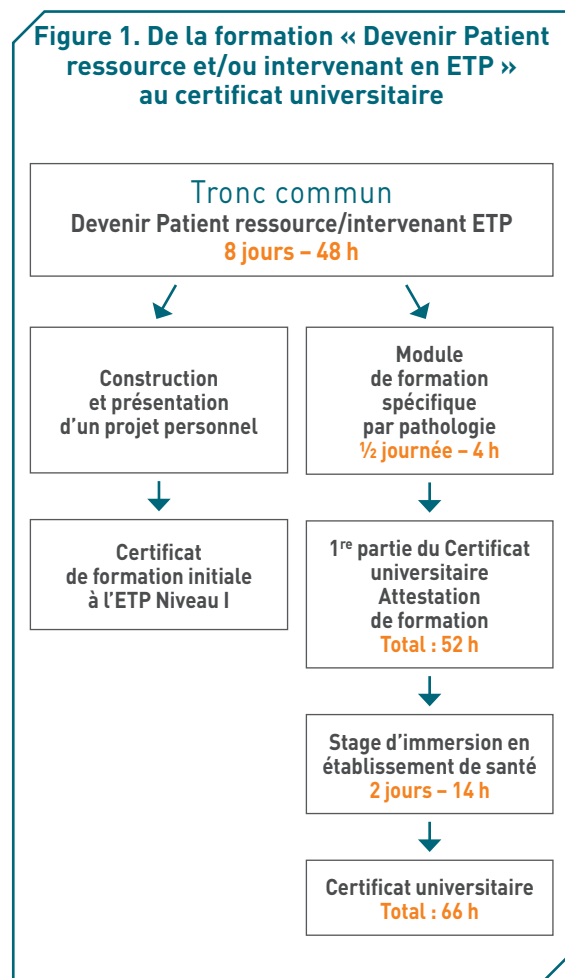 Figure 1. De la formation « Devenir Patient
ressource et/ou intervenant en ETP »
au certificat universitaire
Tronc commun
Devenir Patient ressource/intervenant ETP
8 jours – 48 h
Construction
et présentation
d’un projet personnel
Certificat
de formation initiale
à l’ETP Niveau I
Module
de formation
spécifique
par pathologie
½ journée – 4 h
1re partie du Certificat
universitaire
Attestation
de formation
Total : 52 h
Stage d’immersion en
établissement de santé
2 jours – 14 h
Certificat universitaire
Total : 66 h